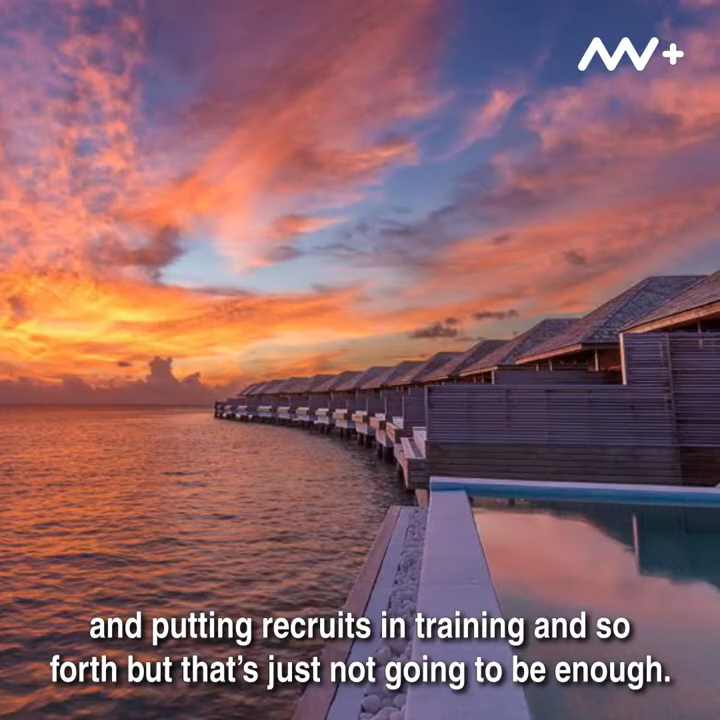 and putting recruits in training and so
forth but that's just not going to be enough.